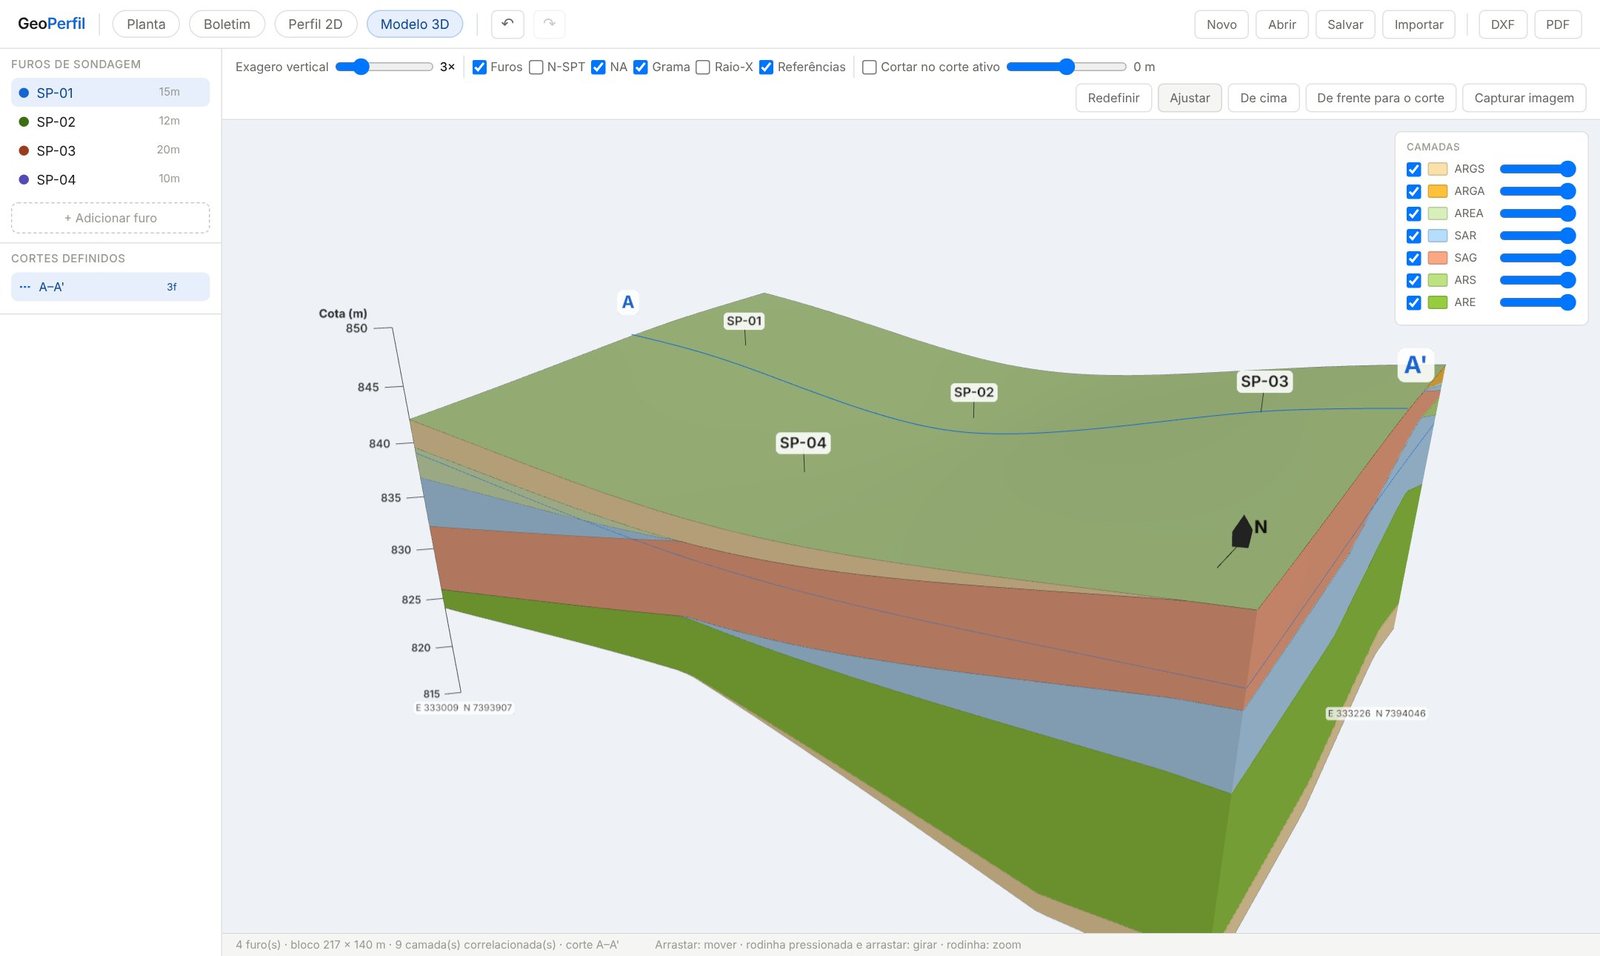 GeoPerfil
Planta
Boletim
Perfil 2D
Modelo 3D
Novo
Abrir
Salvar
Importar
DXF
PDF
FUROS DE SONDAGEM
SP-01 15m
SP-02 12m
SP-03 20m
SP-04 10m
+ Adicionar furo
CORTES DEFINIDOS
A–A' 3f
Exagero vertical 3× Furos N-SPT NA Grama Raio-X Referências Cortar no corte ativo 0 m
Redefinir
Ajustar
De cima
De frente para o corte
Capturar imagem
CAMADAS
ARGS
ARGA
AREA
SAR
SAG
ARS
ARE
A
SP-01
Cota (m)
850
845
840
835
830
825
820
815
A'
SP-03
SP-02
SP-04
N
E 333009 N 7393907
E 333226 N 7394046
4 furo(s) · bloco 217 × 140 m · 9 camada(s) correlacionada(s) · corte A–A'
Arrastar: mover · rodinha pressionada e arrastar: girar · rodinha: zoom